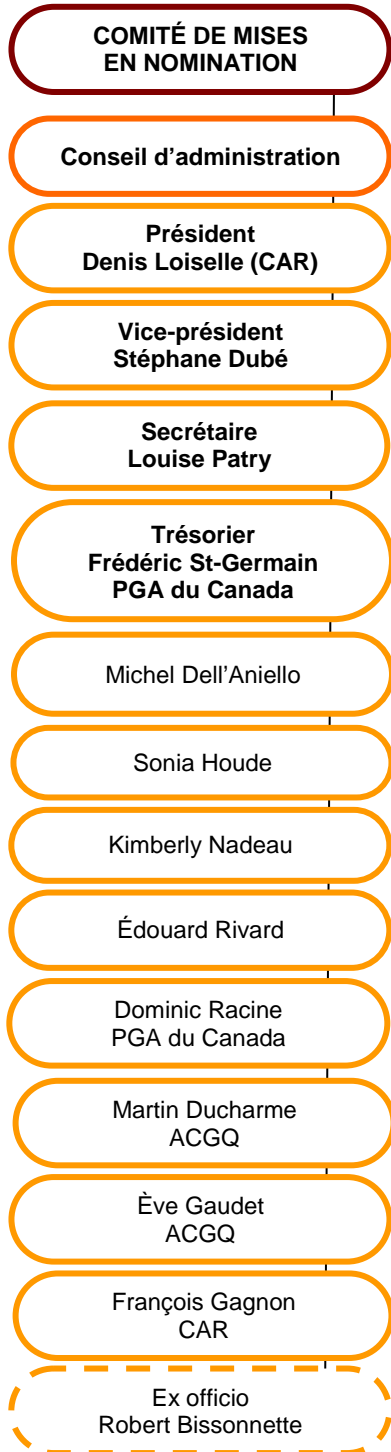 COMITÉ DE MISES
EN NOMINATION
Conseil d’administration
Président
Denis Loiselle (CAR)
Vice-président
Stéphane Dubé
Secrétaire
Louise Patry
Trésorier
Frédéric St-Germain
PGA du Canada
Michel Dell’Aniello
Sonia Houde
Kimberly Nadeau
Édouard Rivard
Dominic Racine
PGA du Canada
Martin Ducharme
ACGQ
Ève Gaudet
ACGQ
François Gagnon
CAR
Ex officio
Robert Bissonnette